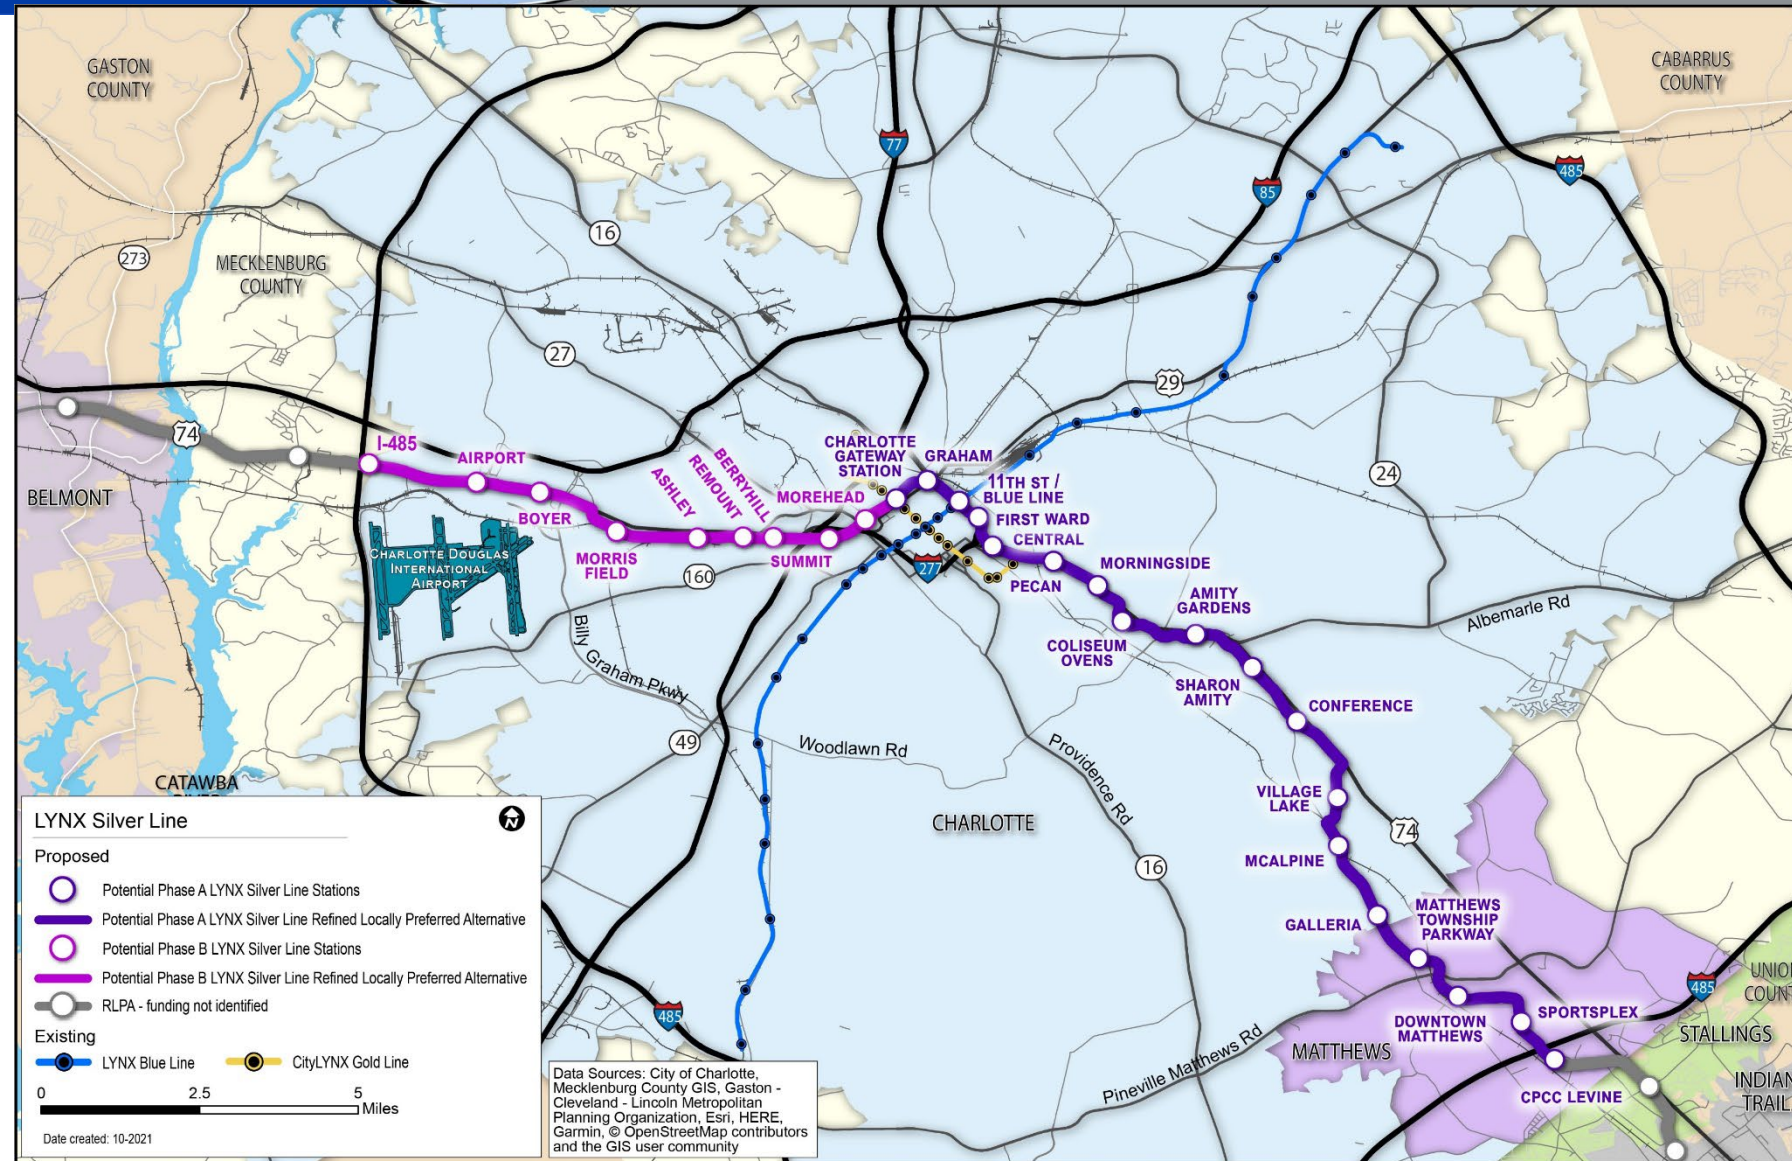 GASTON
COUNTY
CABARRUS
COUNTY
77
485
85
16
273
MECKLENBURG
COUNTY
27
29
74
I-485
AIRPORT
BERRYHILL
REMOUNT
ASHLEY
CHARLOTTE
GATEWAY
STATION
GRAHAM
24
BELMONT
MOREHEAD
11TH ST /
BLUE LINE
BOYER
FIRST WARD
CENTRAL
CHARLOTTE DOUGLAS
INTERNATIONAL
AIRPORT
MORRIS
FIELD
SUMMIT
277
160
PECAN
MORNINGSIDE
AMITY
GARDENS
Albemarle Rd
Billy Graham Pkwy
COLISEUM
OVENS
SHARON
AMITY
CONFERENCE
49
Woodlawn Rd
Providence Rd
CATAWBA
VILLAGE
LAKE
CHARLOTTE
74
MCALPINE
16
MATTHEWS
TOWNSHIP
PARKWAY
GALLERIA
485
485
DOWNTOWN
MATTHEWS
SPORTSPLEX
STALLINGS
MATTHEWS
Pineville Matthews Rd
CPCC LEVINE
INDIAN
TRAIL
LYNX Silver Line
N
Proposed
Potential Phase A LYNX Silver Line Stations
Potential Phase A LYNX Silver Line Refined Locally Preferred Alternative
Potential Phase B LYNX Silver Line Stations
Potential Phase B LYNX Silver Line Refined Locally Preferred Alternative
RLPA - funding not identified
Existing
LYNX Blue Line CityLYNX Gold Line
0 2.5 5
Miles
Date created: 10-2021
Data Sources: City of Charlotte,
Mecklenburg County GIS, Gaston -
Cleveland - Lincoln Metropolitan
Planning Organization, Esri, HERE,
Garmin, © OpenStreetMap contributors
and the GIS user community